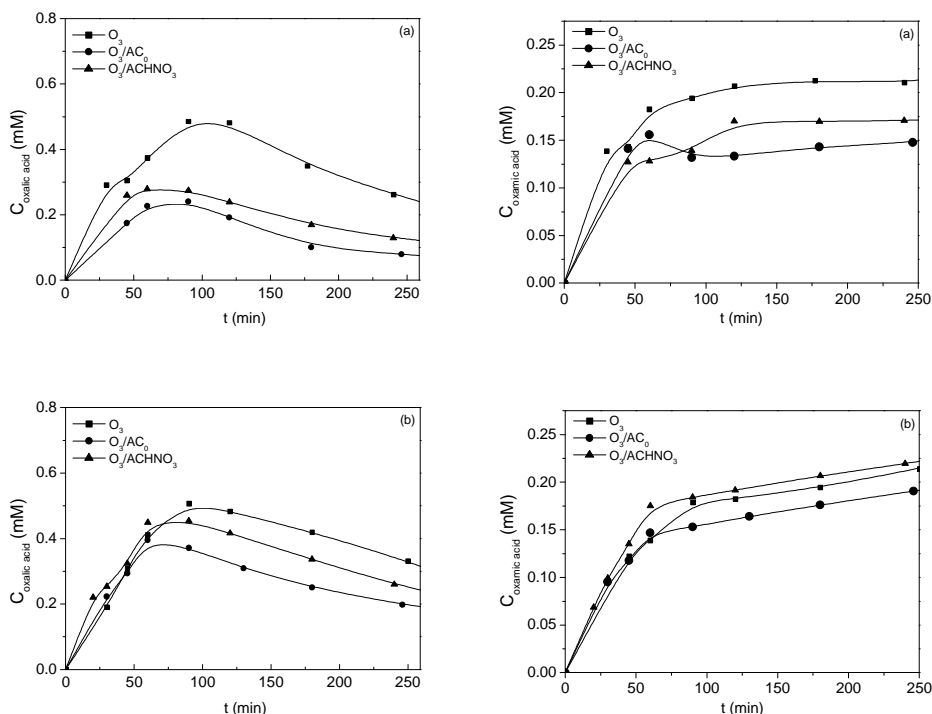 0.8
0.6
0.4
0.2
0.0
0 50 100 150 200 250
C oxalic acid (mM)
t (min)
(a)
O3
O3/AC0
O3/ACHNO3
0.25
0.20
0.15
0.10
0.05
0.00
0 50 100 150 200 250
C oxamic acid (mM)
t (min)
(a)
O3
O3/AC0
O3/ACHNO3
0.8
0.6
0.4
0.2
0.0
0 50 100 150 200 250
C oxalic acid (mM)
t (min)
(b)
O3
O3/AC0
O3/ACHNO3
0.25
0.20
0.15
0.10
0.05
0.00
0 50 100 150 200 250
C oxamic acid (mM)
t (min)
(b)
O3
O3/AC0
O3/ACHNO3